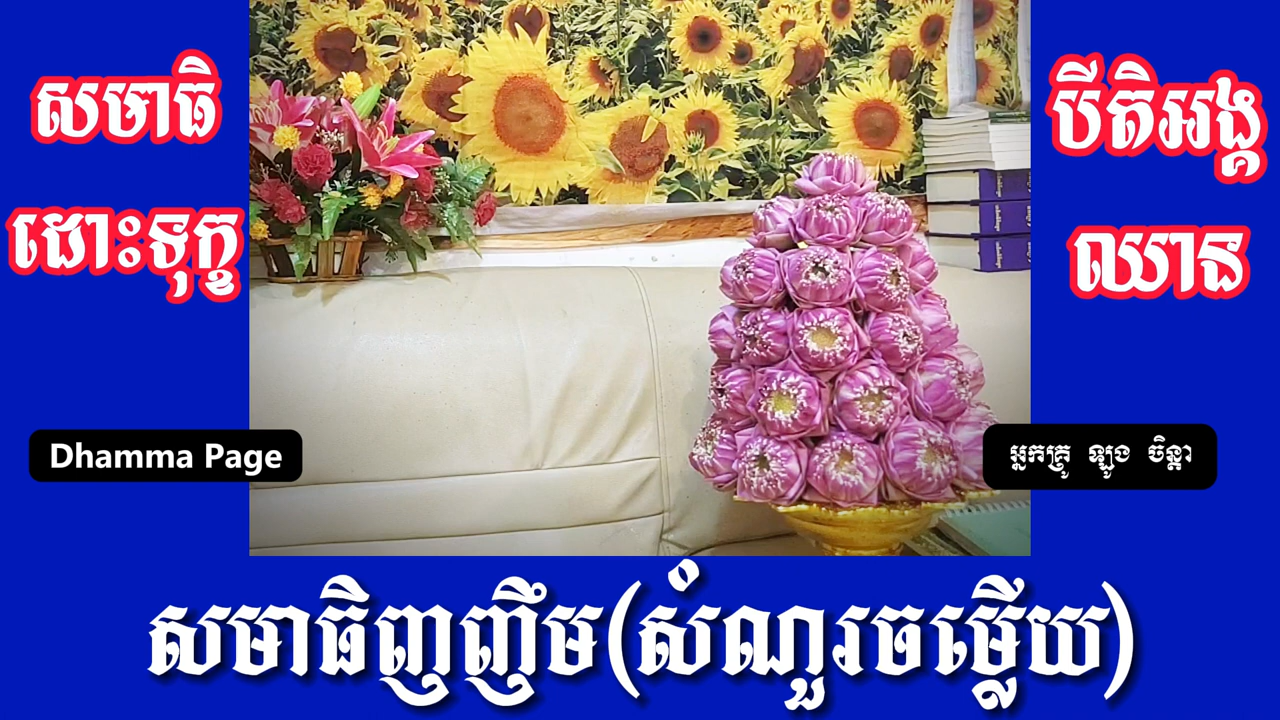 សមាធិ
ដោះទុក្ខ
បីតិអង្គ
ឈាន
Dhamma Page
អ្នកគ្រូ ឡុង ចិន្តា
សមាធិញញឹម(សំណួរចម្លើយ)